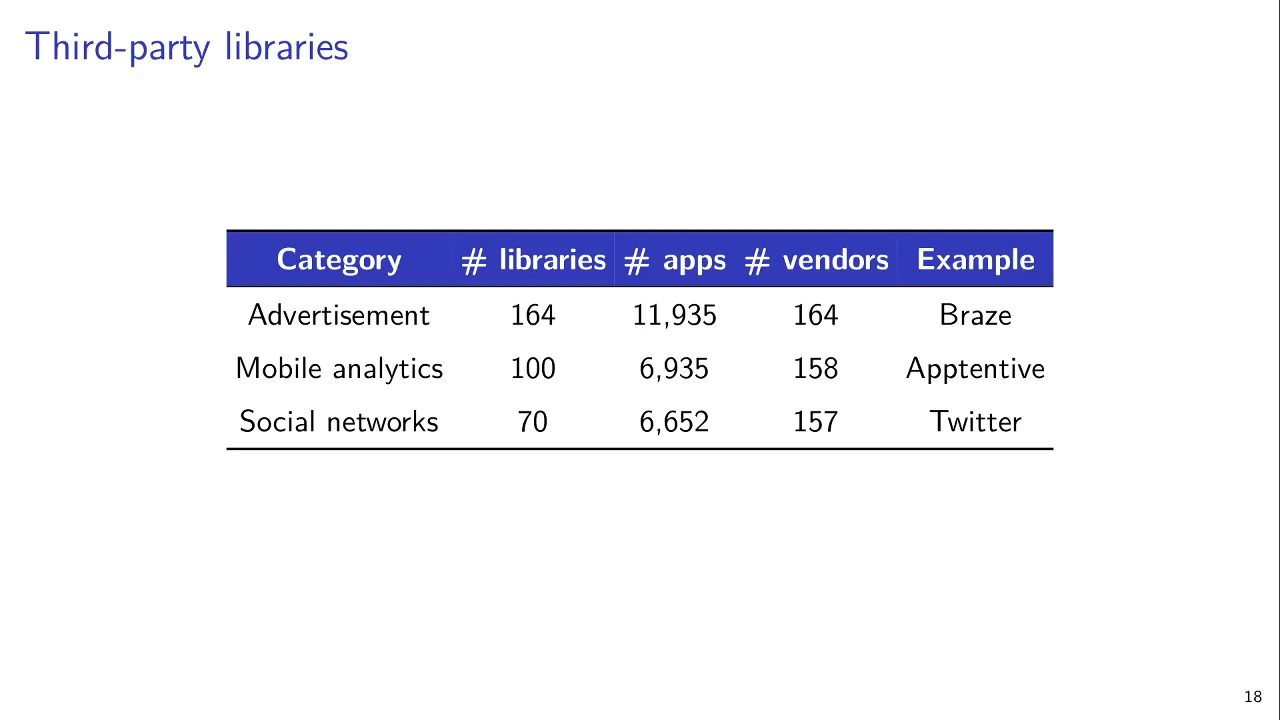 Third-party libraries
Category # libraries # apps # vendors Example
Advertisement 164 11,935 164 Braze
Mobile analytics 100 6,935 158 Apptentive
Social networks 70 6,652 157 Twitter
18